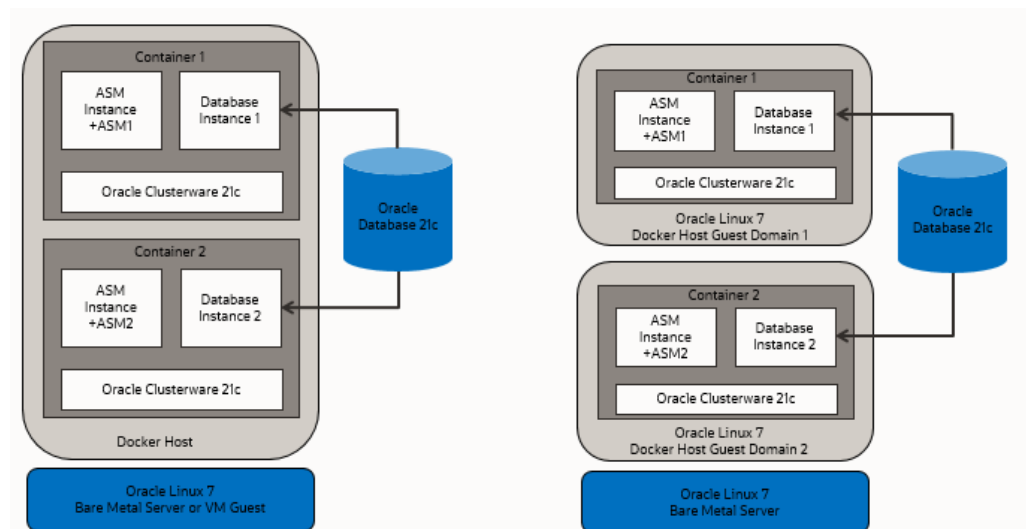 Container 1
ASM
Instance
+ASM1
Database
Instance 1
Oracle Clusterware 21c
Container 2
ASM
Instance
+ASM2
Database
Instance 2
Oracle Clusterware 21c
Docker Host
Oracle Linux 7
Bare Metal Server or VM Guest
Oracle
Database 21c
Container 1
ASM
Instance
+ASM1
Database
Instance 1
Oracle Clusterware 21c
Oracle Linux 7
Docker Host Guest Domain 1
Container 2
ASM
Instance
+ASM2
Database
Instance 2
Oracle Clusterware 21c
Oracle Linux 7
Docker Host Guest Domain 2
Oracle Linux 7
Bare Metal Server
Oracle
Database 21c